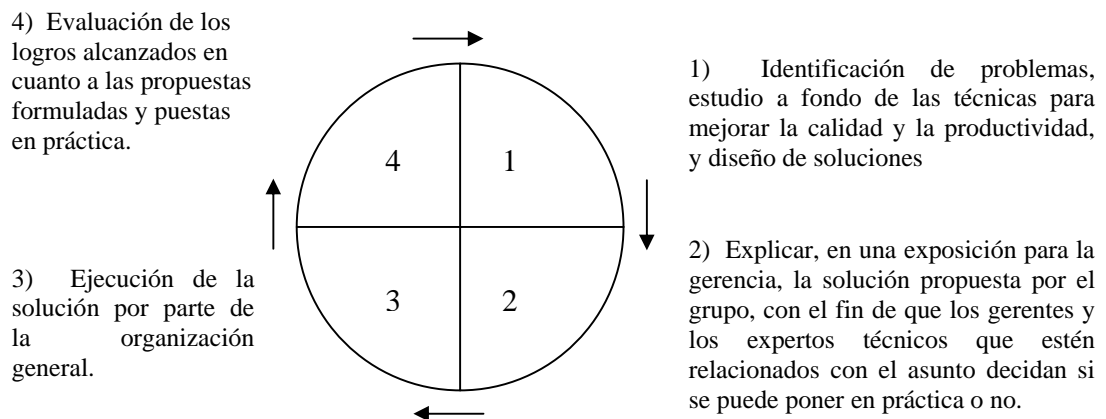 4) Evaluación de los
logros alcanzados en
cuanto a las propuestas
formuladas y puestas
en práctica.
1) Identificación de problemas,
estudio a fondo de las técnicas para
mejorar la calidad y la productividad,
y diseño de soluciones
4
1
3
2
3) Ejecución de la
solución por parte de
la organización
general.
2) Explicar, en una exposición para la
gerencia, la solución propuesta por el
grupo, con el fin de que los gerentes y
los expertos técnicos que estén
relacionados con el asunto decidan si
se puede poner en práctica o no.